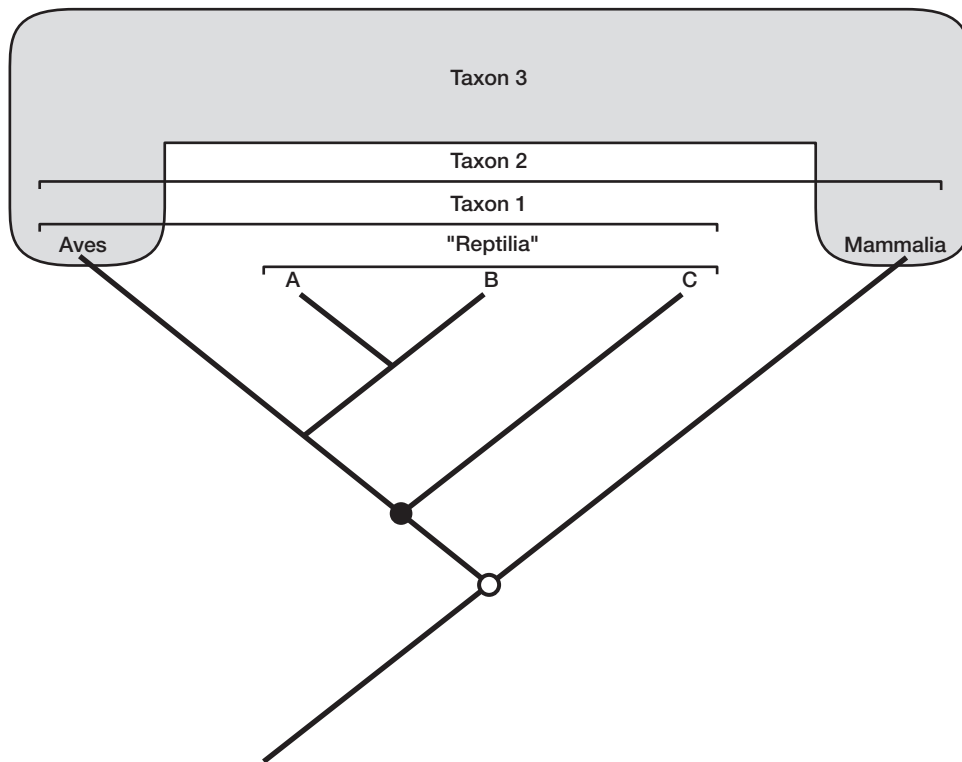 Taxon 3
Taxon 2
Taxon 1
Aves
"Reptilia"
Mammalia
A
B
C